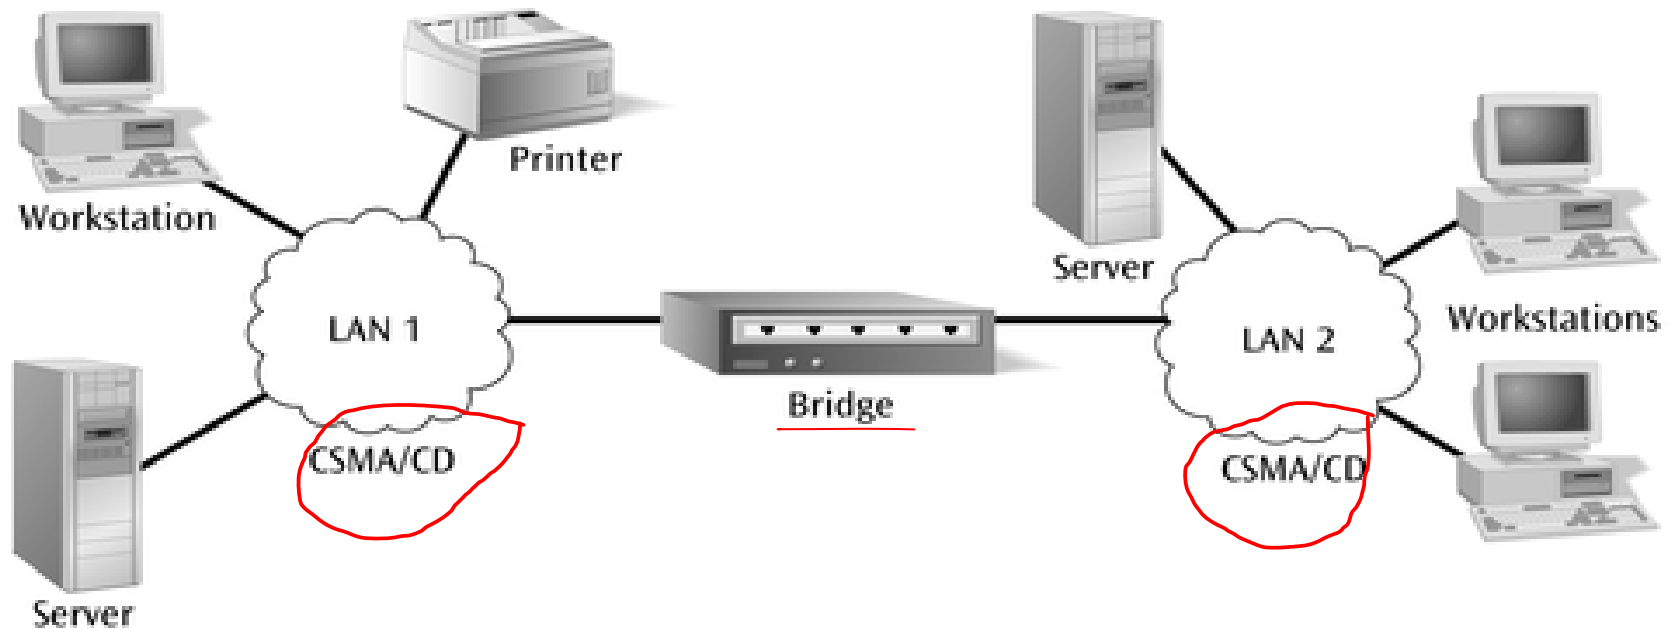 Printer
Workstation
Server
LAN 1
LAN 2
Workstations
Bridge
CSMA/CD
CSMA/CD
Server